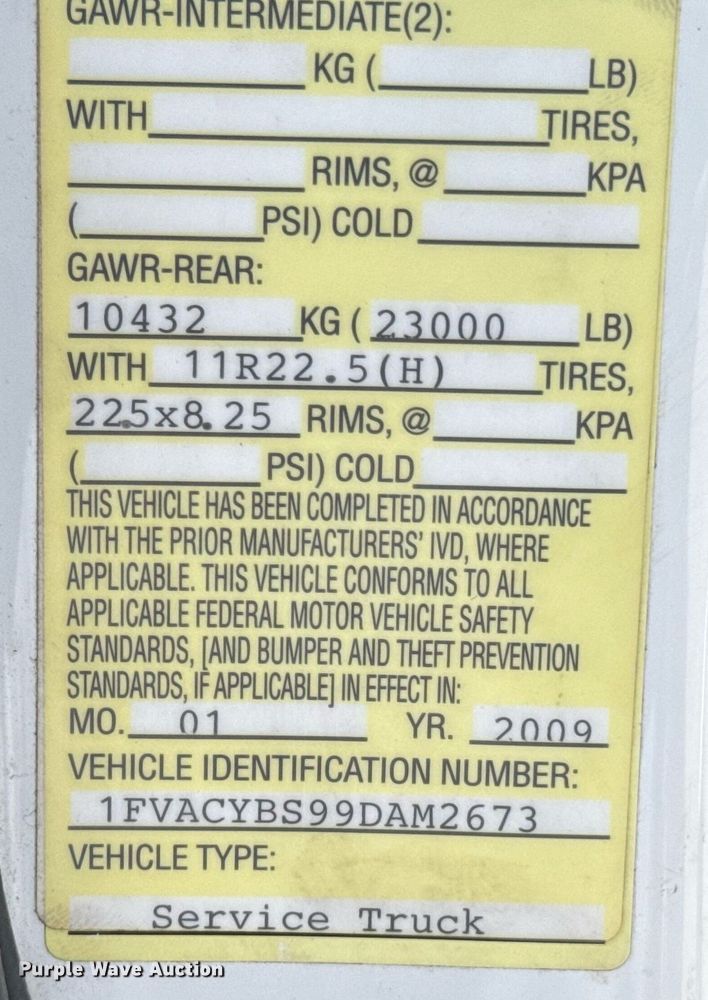 GAWR-INTERMEDIATE(2):
KG ( LB)
WITH TIRES,
RIMS, @ KPA
( PSI) COLD
GAWR-REAR:
10432 KG ( 23000 LB)
WITH 11R22.5(H) TIRES,
22.5x8.25 RIMS, @ KPA
( PSI) COLD
THIS VEHICLE HAS BEEN COMPLETED IN ACCORDANCE
WITH THE PRIOR MANUFACTURERS' IVD, WHERE
APPLICABLE. THIS VEHICLE CONFORMS TO ALL
APPLICABLE FEDERAL MOTOR VEHICLE SAFETY
STANDARDS, [AND BUMPER AND THEFT PREVENTION
STANDARDS, IF APPLICABLE] IN EFFECT IN:
MO. 01 YR. 2009
VEHICLE IDENTIFICATION NUMBER:
1FVACYBS99DAM2673
VEHICLE TYPE:
Service Truck
Purple Wave Auction